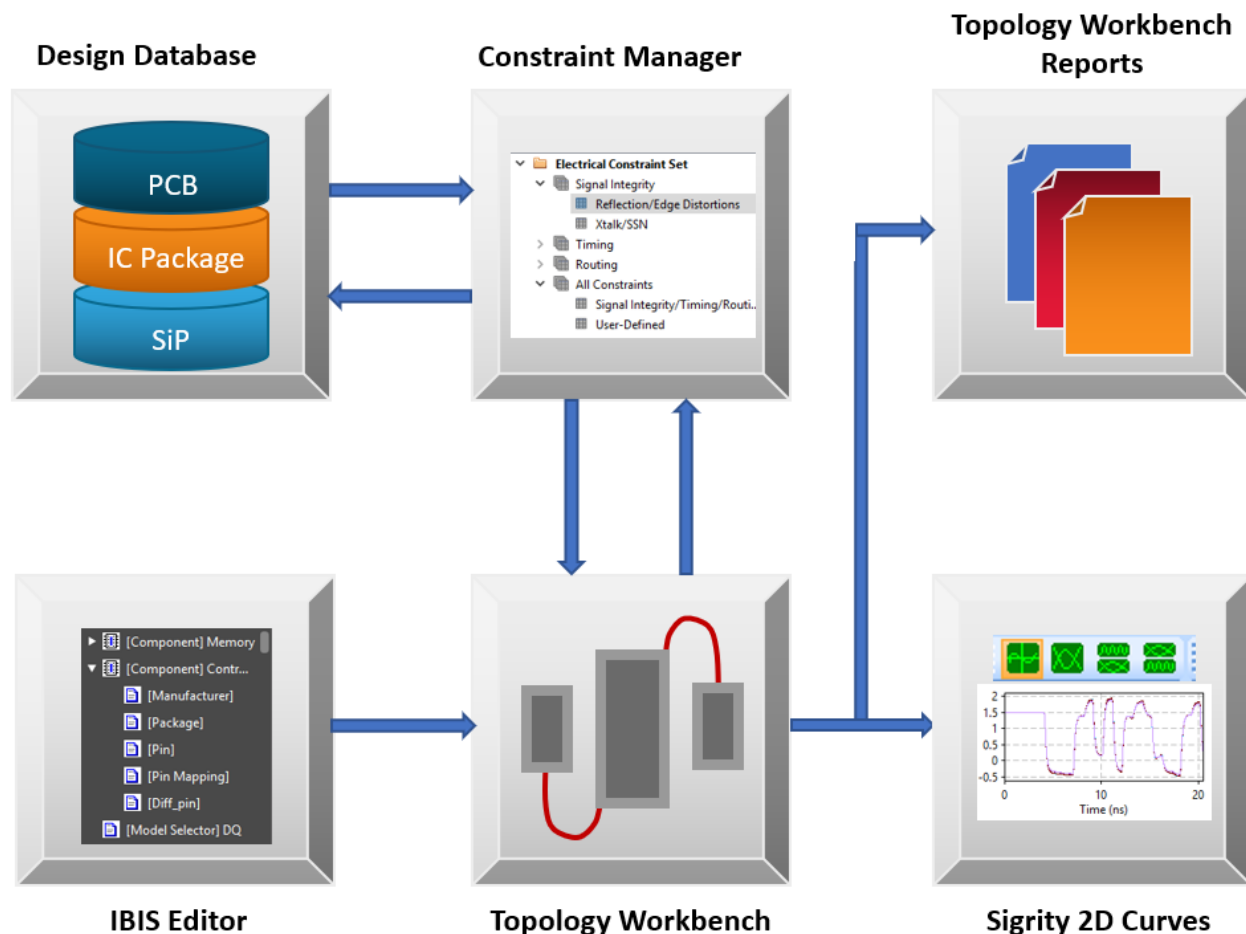 Design Database
Constraint Manager
Topology Workbench
Reports
PCB
IC Package
SiP
Electrical Constraint Set
Signal Integrity
Reflection/Edge Distortions
Xtalk/SSN
Timing
Routing
All Constraints
Signal Integrity/Timing/Routi...
User-Defined
[Component] Memory
[Component] Contr...
[Manufacturer]
[Package]
[Pin]
[Pin Mapping]
[Diff_pin]
[Model Selector] DQ
2
1.5
1
0.5
0
-0.5
0
10
20
Time (ns)
IBIS Editor
Topology Workbench
Sigrity 2D Curves